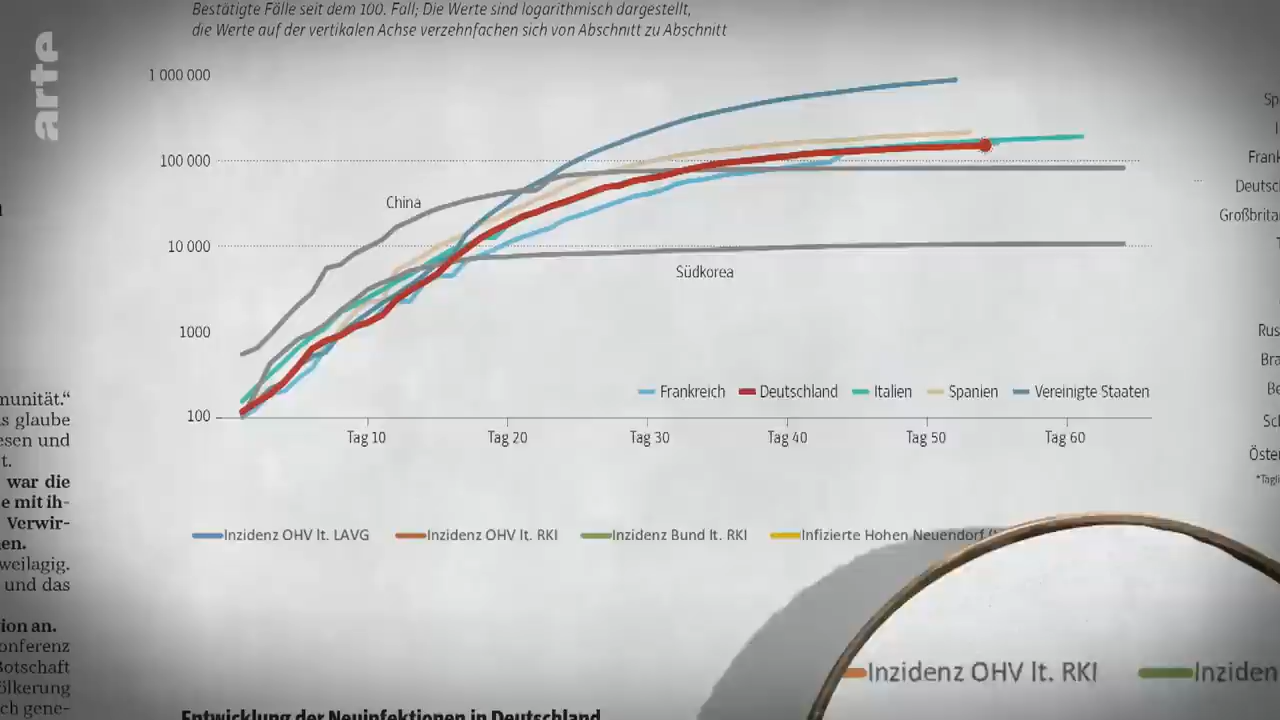 Bestätigte Fälle seit dem 100. Fall; Die Werte sind logarithmisch dargestellt,
die Werte auf der vertikalen Achse verzehnfachen sich von Abschnitt zu Abschnitt
arte
1 000 000
100 000
10 000
1000
100
China
Südkorea
Frankreich Deutschland Italien Spanien Vereinigte Staaten
Tag 10 Tag 20 Tag 30 Tag 40 Tag 50 Tag 60
Inzidenz OHV lt. LAVG Inzidenz OHV lt. RKI Inzidenz Bund lt. RKI Infizierte Hohen Neuendorf
Inzidenz OHV lt. RKI Inziden
Entwicklung der Neuinfektionen in Deutschland
munität.“
s glaube
esen und
t.
war die
e mit ih-
Verwir-
en.
weilagig.
und das
ion an.
onferenz
Botschaft
ölkerung
ch gene-
Sp
Frank
Deutsc
Großbrita
Rus
Bra
Be
Sch
Öster
*Tägli